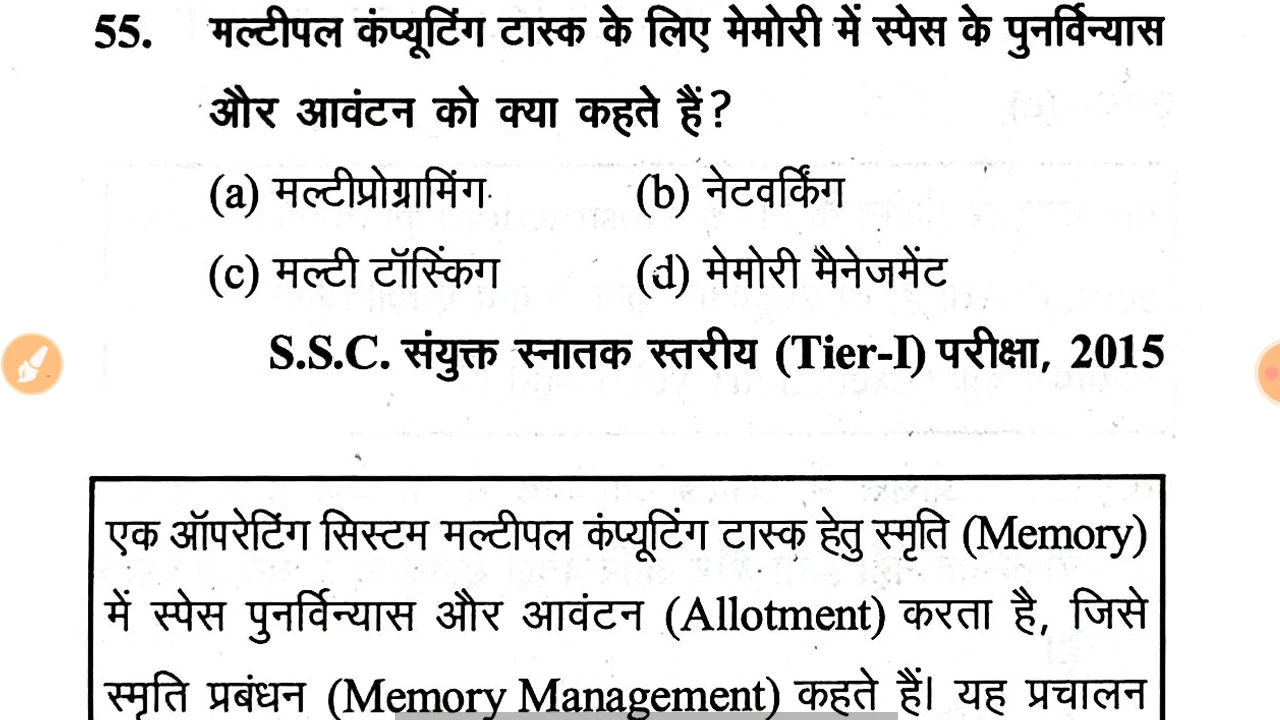 55. मल्टीपल कंप्यूटिंग टास्क के लिए मेमोरी में स्पेस के पुनर्विन्यास
और आवंटन को क्या कहते हैं?
(a) मल्टीप्रोग्रामिंग (b) नेटवर्किंग
(c) मल्टी टॉस्किंग (d) मेमोरी मैनेजमेंट
S.S.C. संयुक्त स्नातक स्तरीय (Tier-I) परीक्षा, 2015
एक ऑपरेटिंग सिस्टम मल्टीपल कंप्यूटिंग टास्क हेतु स्मृति (Memory)
में स्पेस पुनर्विन्यास और आवंटन (Allotment) करता है, जिसे
स्मृति प्रबंधन (Memory Management) कहते हैं। यह प्रचालन